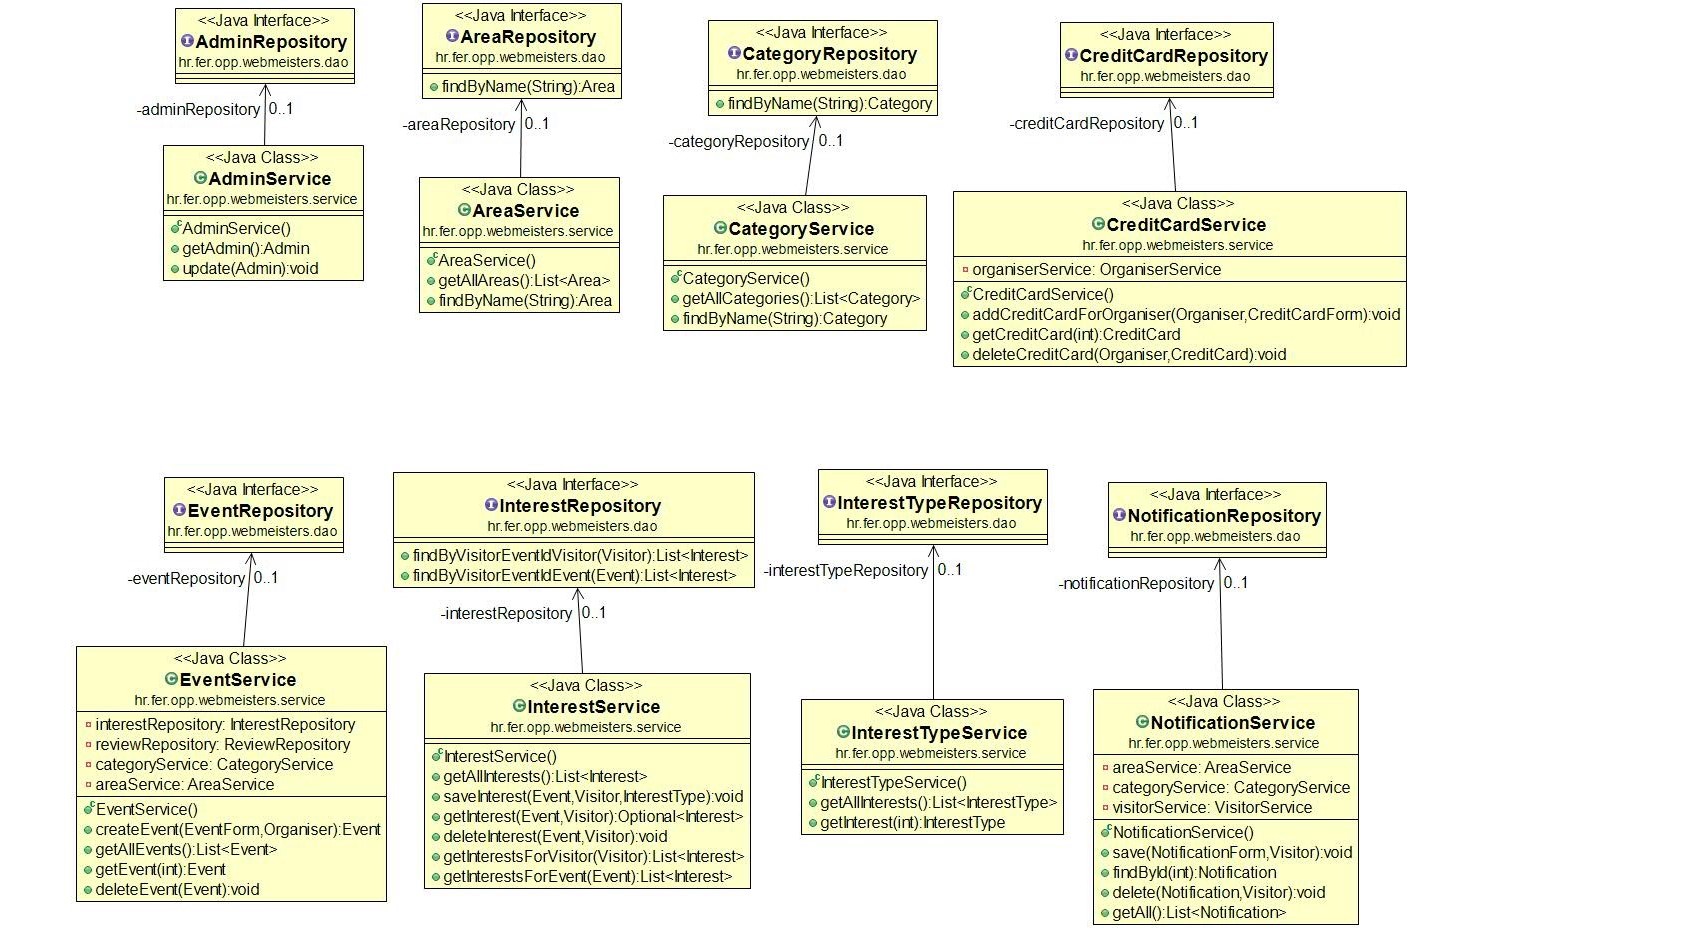 <<Java Interface>>
AdminRepository
hr.fer.opp.webmeisters.dao
-adminRepository 0..1
<<Java Class>>
AdminService
hr.fer.opp.webmeisters.service
AdminService()
getAdmin():Admin
update(Admin):void
<<Java Interface>>
AreaRepository
hr.fer.opp.webmeisters.dao
findByName(String):Area
-areaRepository 0..1
<<Java Class>>
AreaService
hr.fer.opp.webmeisters.service
AreaService()
getAllAreas():List<Area>
findByName(String):Area
<<Java Interface>>
CategoryRepository
hr.fer.opp.webmeisters.dao
findByName(String):Category
-categoryRepository 0..1
<<Java Class>>
CategoryService
hr.fer.opp.webmeisters.service
CategoryService()
getAllCategories():List<Category>
findByName(String):Category
<<Java Interface>>
CreditCardRepository
hr.fer.opp.webmeisters.dao
-creditCardRepository 0..1
<<Java Class>>
CreditCardService
hr.fer.opp.webmeisters.service
organiserService: OrganiserService
CreditCardService()
addCreditCardForOrganiser(Organiser,CreditCardForm):void
getCreditCard(int):CreditCard
deleteCreditCard(Organiser,CreditCard):void
<<Java Interface>>
EventRepository
hr.fer.opp.webmeisters.dao
-eventRepository 0..1
<<Java Class>>
EventService
hr.fer.opp.webmeisters.service
interestRepository: InterestRepository
reviewRepository: ReviewRepository
categoryService: CategoryService
areaService: AreaService
EventService()
createEvent(EventForm,Organiser):Event
getAllEvents():List<Event>
getEvent(int):Event
deleteEvent(Event):void
<<Java Interface>>
InterestRepository
hr.fer.opp.webmeisters.dao
findByVisitorEventIdVisitor(Visitor):List<Interest>
findByVisitorEventIdEvent(Event):List<Interest>
-interestRepository 0..1
<<Java Class>>
InterestService
hr.fer.opp.webmeisters.service
InterestService()
getAllInterests():List<Interest>
saveInterest(Event,Visitor,InterestType):void
getInterest(Event,Visitor):Optional<Interest>
deleteInterest(Event,Visitor):void
getInterestsForVisitor(Visitor):List<Interest>
getInterestsForEvent(Event):List<Interest>
<<Java Interface>>
InterestTypeRepository
hr.fer.opp.webmeisters.dao
-interestTypeRepository 0..1
<<Java Class>>
InterestTypeService
hr.fer.opp.webmeisters.service
InterestTypeService()
getAllInterests():List<InterestType>
getInterest(int):InterestType
<<Java Interface>>
NotificationRepository
hr.fer.opp.webmeisters.dao
-notificationRepository 0..1
<<Java Class>>
NotificationService
hr.fer.opp.webmeisters.service
areaService: AreaService
categoryService: CategoryService
visitorService: VisitorService
NotificationService()
save(NotificationForm,Visitor):void
findById(int):Notification
delete(Notification,Visitor):void
getAll():List<Notification>